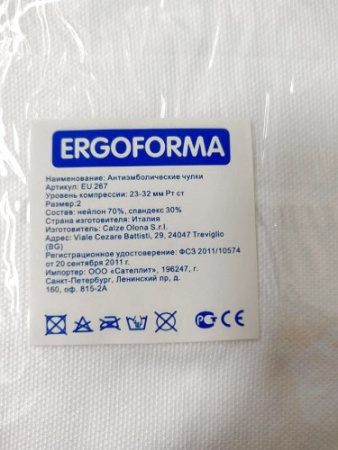 ERGOFORMA
Наименование: Антиэмболические чулки
Артикул: EU 267
Уровень компрессии: 23-32 мм Рт ст
Размер:2
Состав: нейлон 70%, спандекс 30%
Страна изготовителя: Италия
Изготовитель: Calze Olona S.r.l.
Адрес: Viale Cezare Battisti, 29, 24047 Treviglio
(BG)
Регистрационное удостоверение: ФСЗ 2011/10574
от 20 сентября 2011 г.
Импортер: ООО «Сателлит», 196247, г.
Санкт-Петербург, Ленинский пр, д.
160, оф. 815-2А
РСТ CE